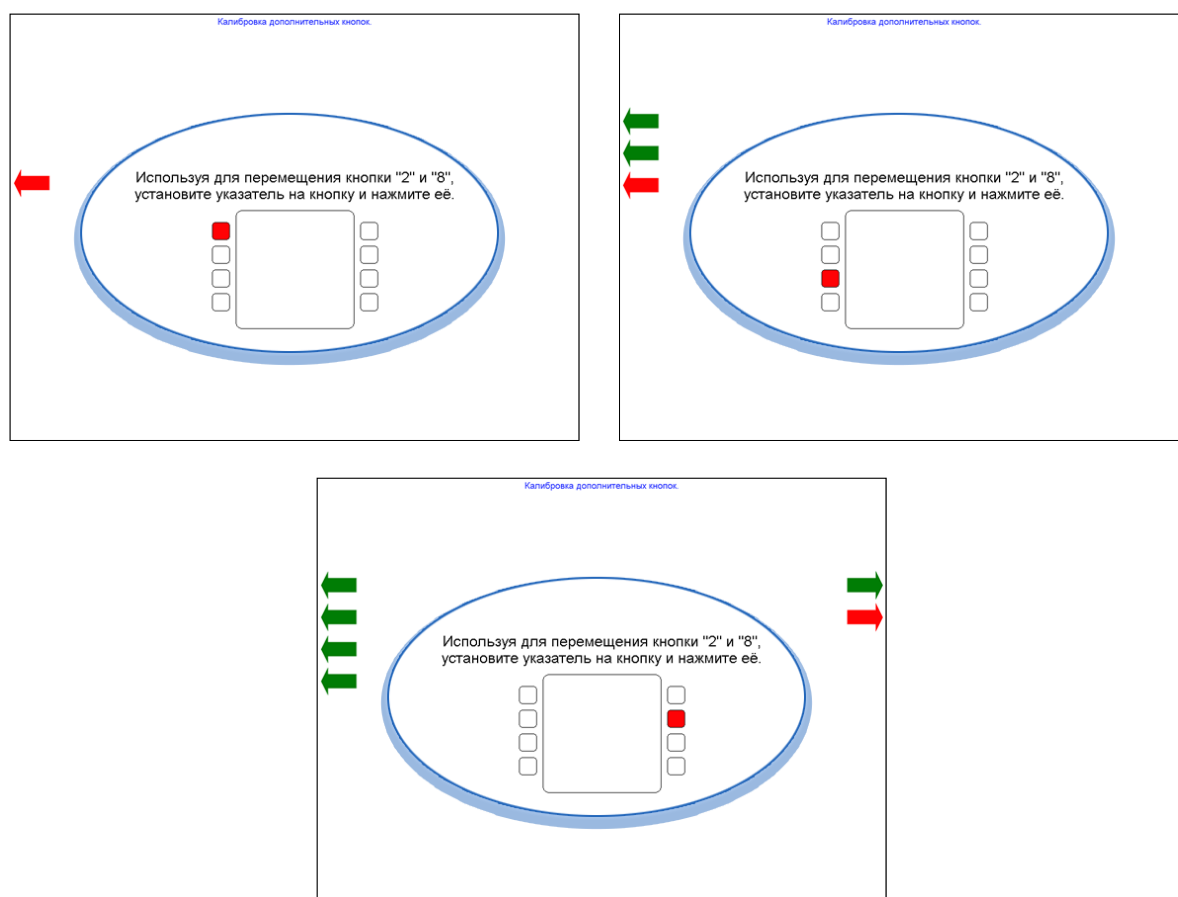 Калибровка дополнительных кнопок.
Используя для перемещения кнопки "2" и "8",
установите указатель на кнопку и нажмите её.
Калибровка дополнительных кнопок.
Используя для перемещения кнопки "2" и "8",
установите указатель на кнопку и нажмите её.
Калибровка дополнительных кнопок.
Используя для перемещения кнопки "2" и "8",
установите указатель на кнопку и нажмите её.